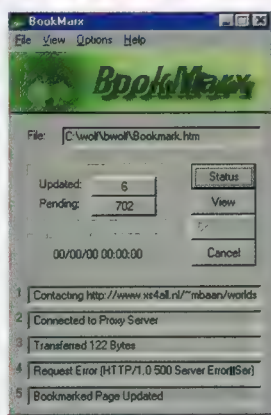 BookMarx
File View Options Help
BookMarx
File: C:\wolf\bwolf\Bookmark.htm
Updated: 6
Pending: 702
Status
View
00/00/00 00:00:00
Cancel
1 Contacting http://www.xs4all.nl/~mbaan/worlds
2 Connected to Proxy Server
3 Transferred 122 Bytes
4 Request Error (HTTP/1.0 500 Server Error||Ser)
5 Bookmarked Page Updated